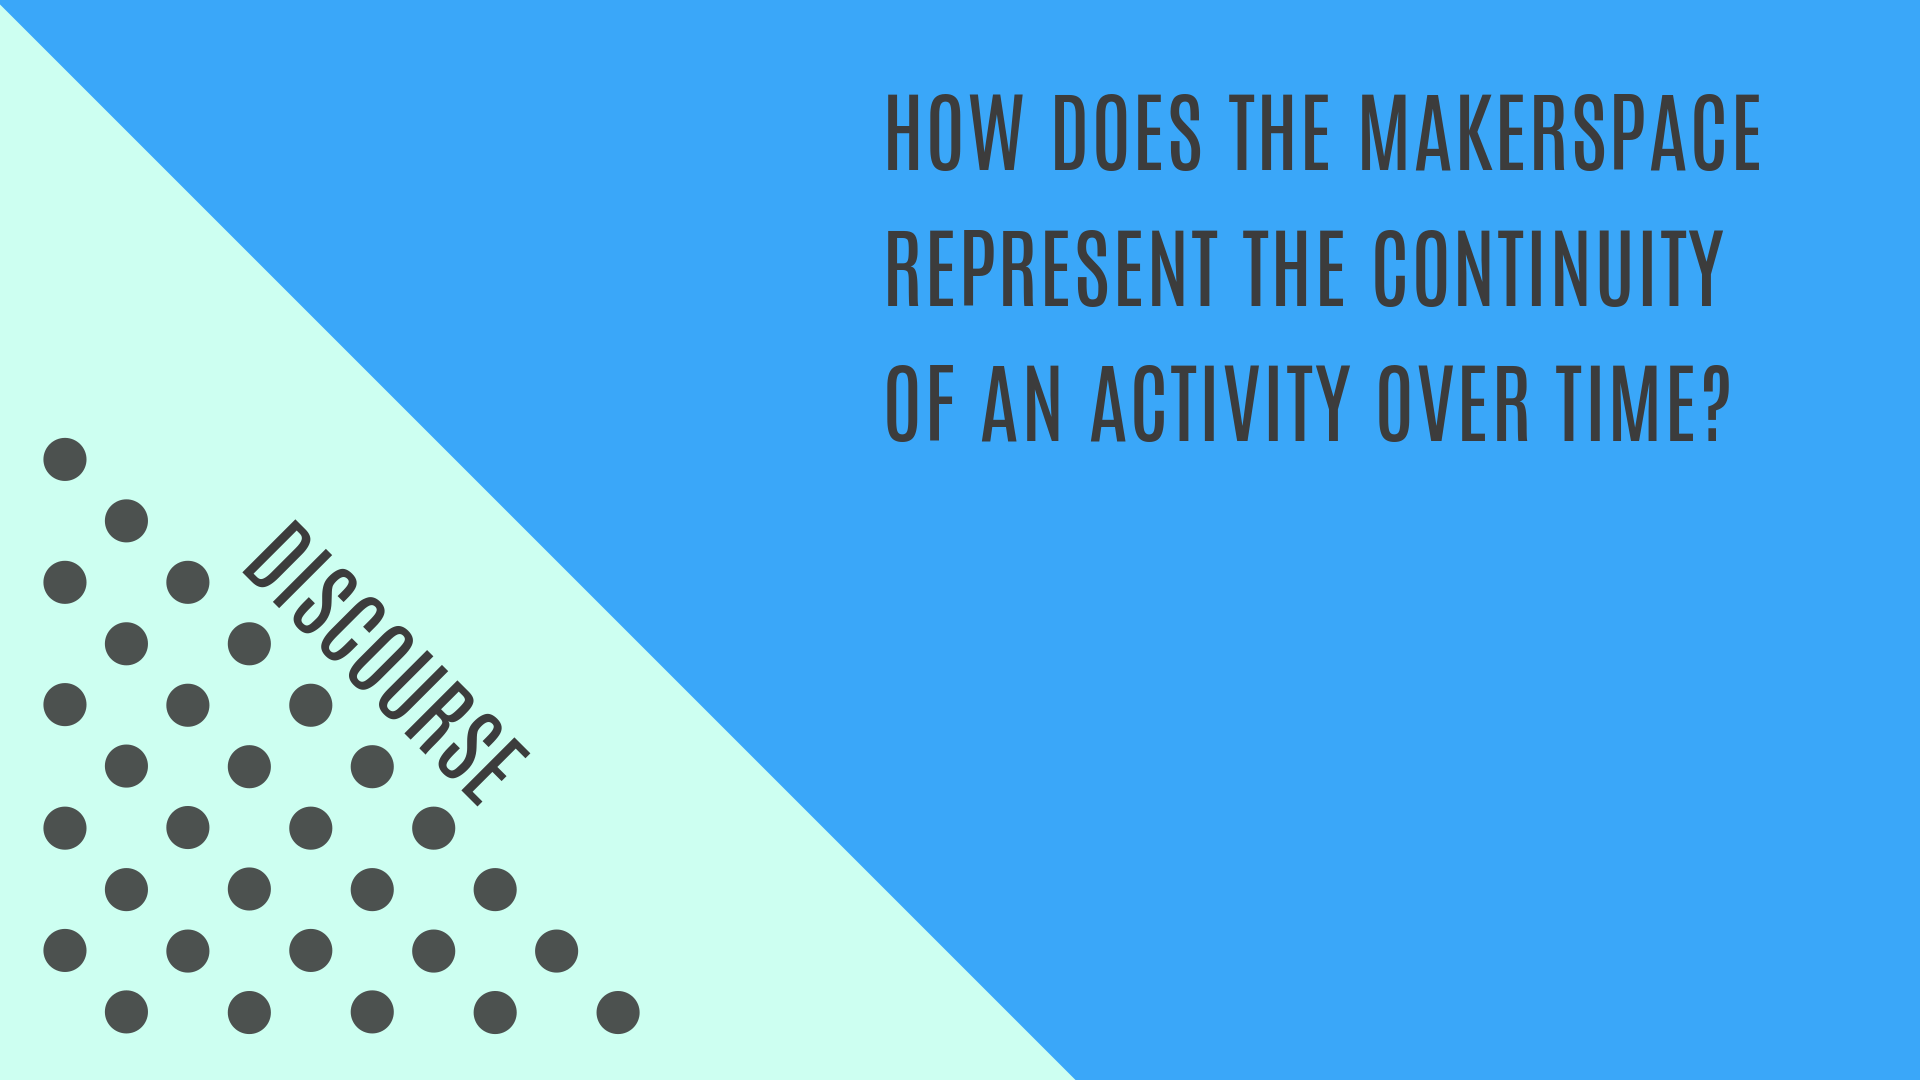 HOW DOES THE MAKERSPACE
REPRESENT THE CONTINUITY
OF AN ACTIVITY OVER TIME?
DISCOURSE